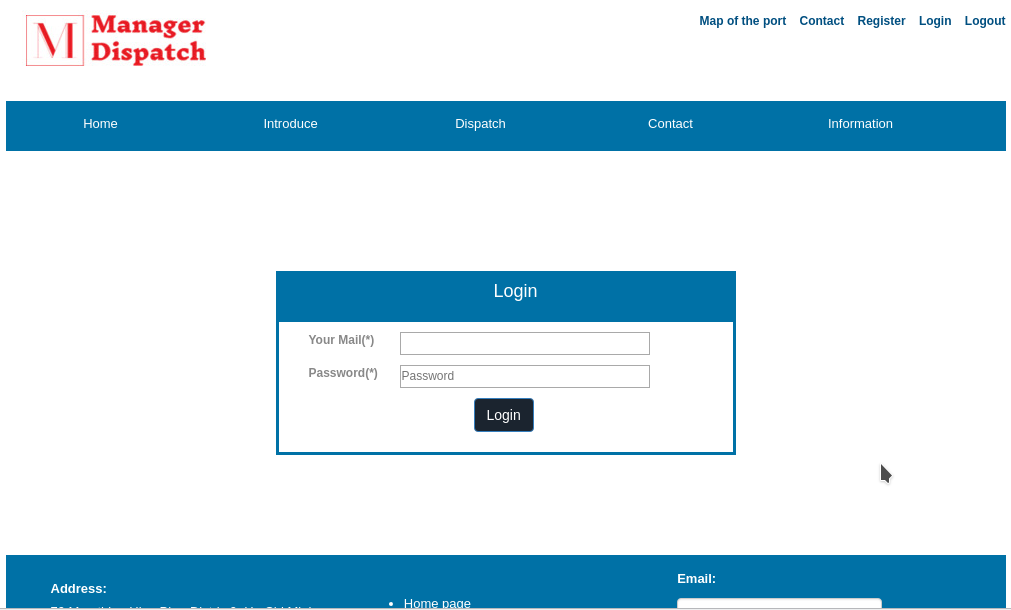 Manager
Dispatch
Map of the port Contact Register Login Logout
Home Introduce Dispatch Contact Information
Login
Your Mail(*)
Password(*) Password
Login
Address:
Email:
Home page